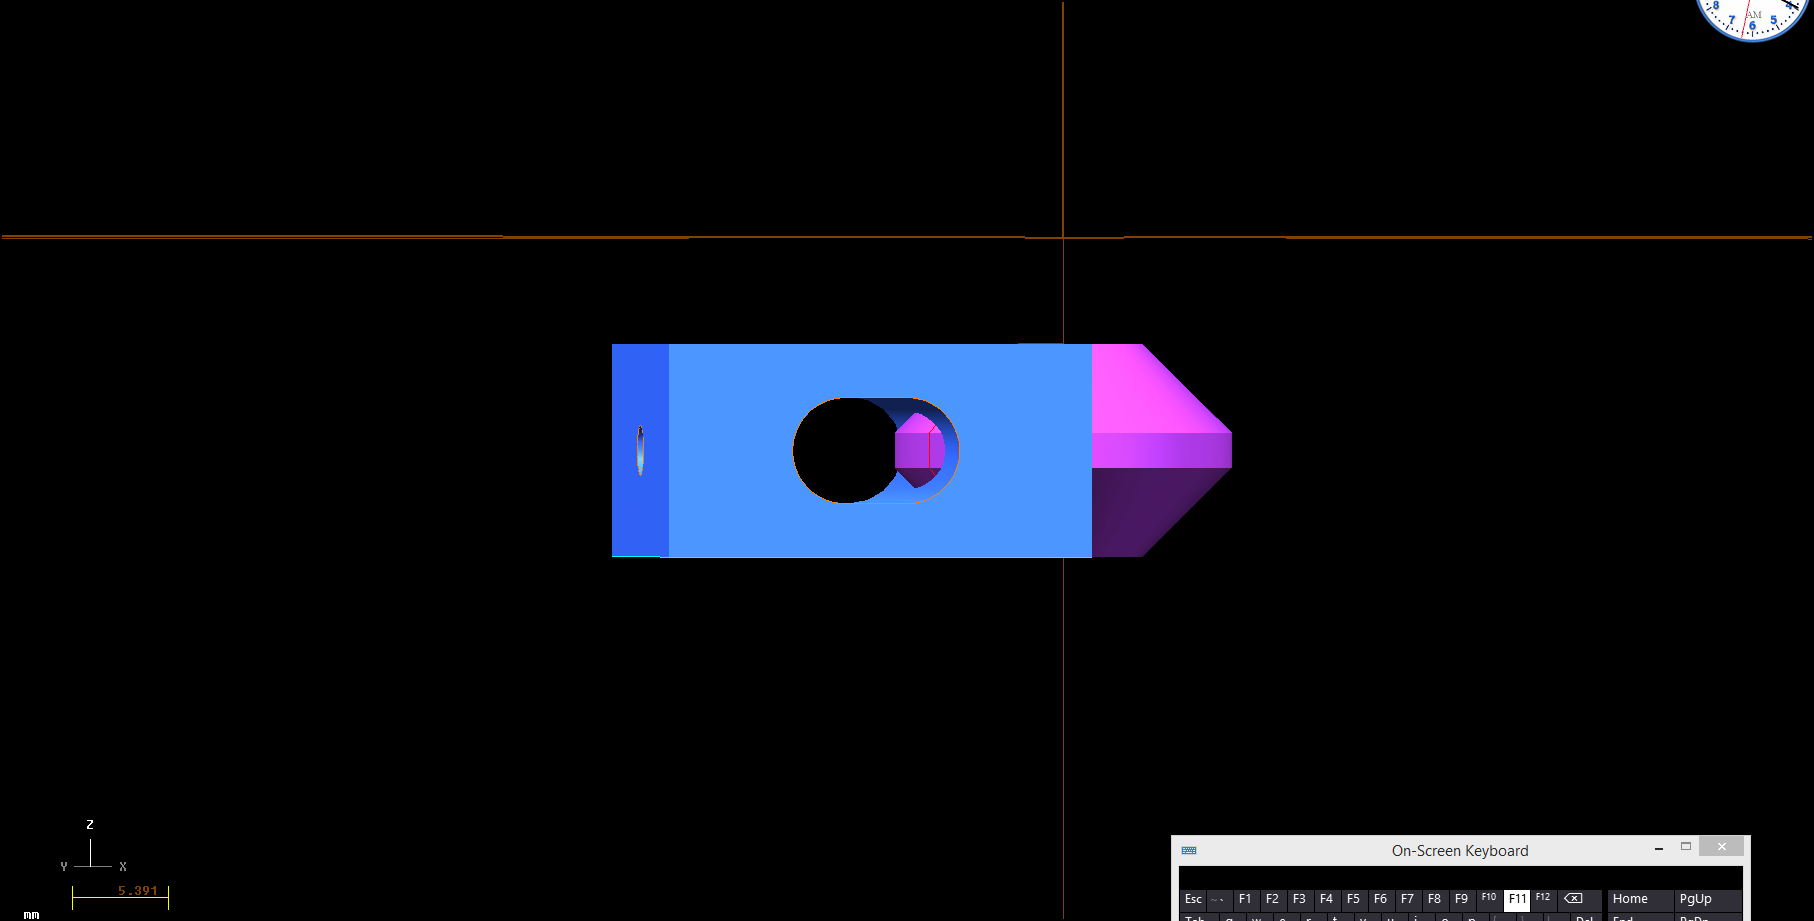 8 AM 4
7 6 5
Z
Y X
5.391
mm
On-Screen Keyboard
Esc ~ ` F1 F2 F3 F4 F5 F6 F7 F8 F9 F10 F11 F12 Home PgUp